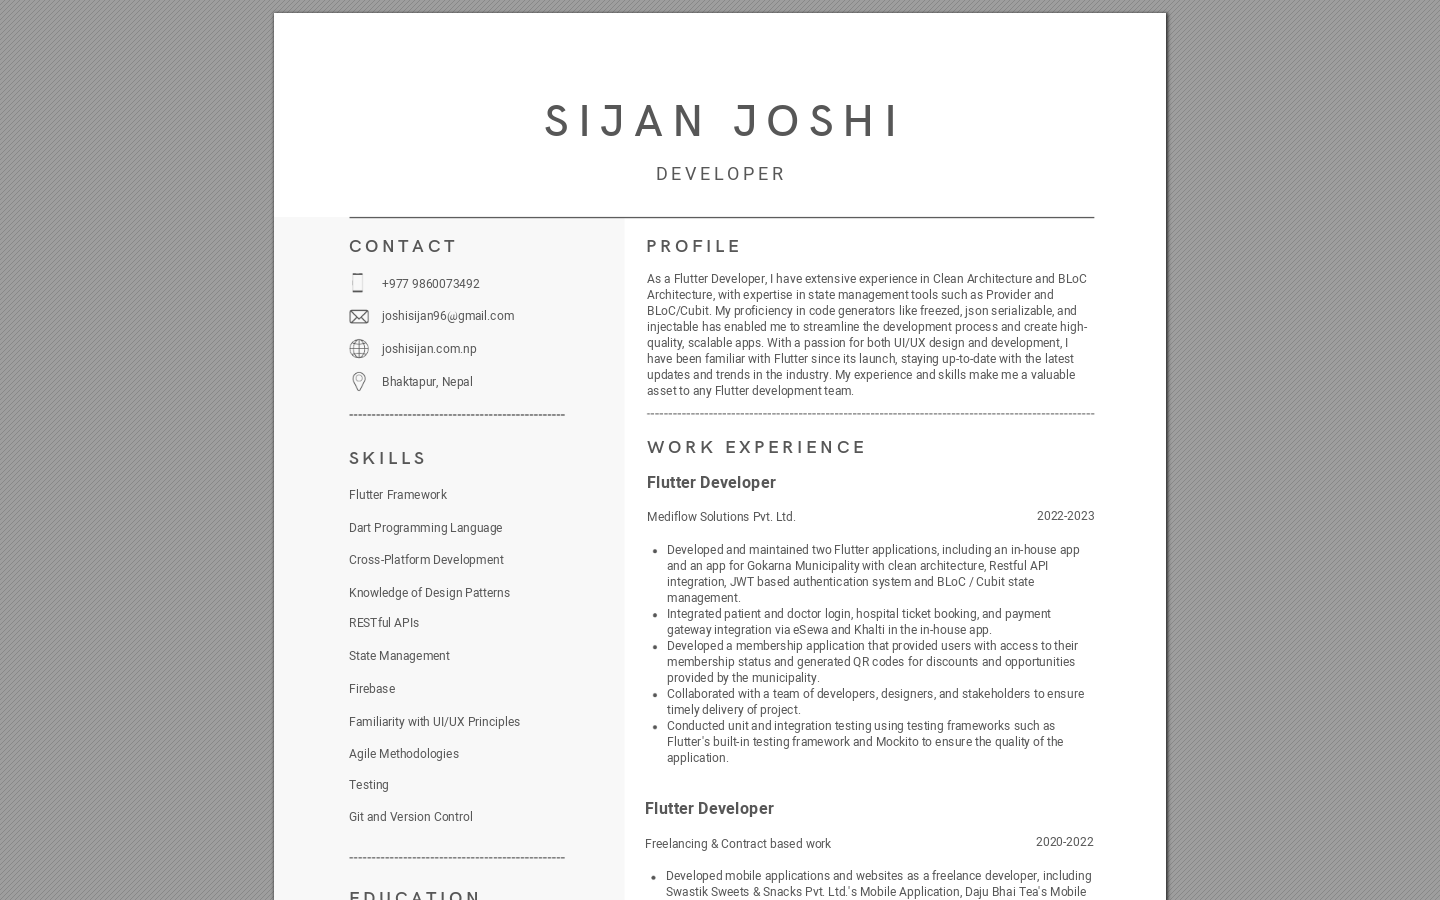 SIJAN JOSHI
DEVELOPER
CONTACT
+977 9860073492
joshisijan96@gmail.com
joshisijan.com.np
Bhaktapur, Nepal
------------------------------------------------
SKILLS
Flutter Framework
Dart Programming Language
Cross-Platform Development
Knowledge of Design Patterns
RESTful APIs
State Management
Firebase
Familiarity with UI/UX Principles
Agile Methodologies
Testing
Git and Version Control
------------------------------------------------
EDUCATION
PROFILE
As a Flutter Developer, I have extensive experience in Clean Architecture and BLoC
Architecture, with expertise in state management tools such as Provider and
BLoC/Cubit. My proficiency in code generators like freezed, json serializable, and
injectable has enabled me to streamline the development process and create high-
quality, scalable apps. With a passion for both UI/UX design and development, I
have been familiar with Flutter since its launch, staying up-to-date with the latest
updates and trends in the industry. My experience and skills make me a valuable
asset to any Flutter development team.
----------------------------------------------------------------------------------------------------
WORK EXPERIENCE
Flutter Developer
Mediflow Solutions Pvt. Ltd. 2022-2023
• Developed and maintained two Flutter applications, including an in-house app
and an app for Gokarna Municipality with clean architecture, Restful API
integration, JWT based authentication system and BLoC / Cubit state
management.
• Integrated patient and doctor login, hospital ticket booking, and payment
gateway integration via eSewa and Khalti in the in-house app.
• Developed a membership application that provided users with access to their
membership status and generated QR codes for discounts and opportunities
provided by the municipality.
• Collaborated with a team of developers, designers, and stakeholders to ensure
timely delivery of project.
• Conducted unit and integration testing using testing frameworks such as
Flutter's built-in testing framework and Mockito to ensure the quality of the
application.
Flutter Developer
Freelancing & Contract based work 2020-2022
• Developed mobile applications and websites as a freelance developer, including
Swastik Sweets & Snacks Pvt. Ltd.'s Mobile Application, Daju Bhai Tea's Mobile